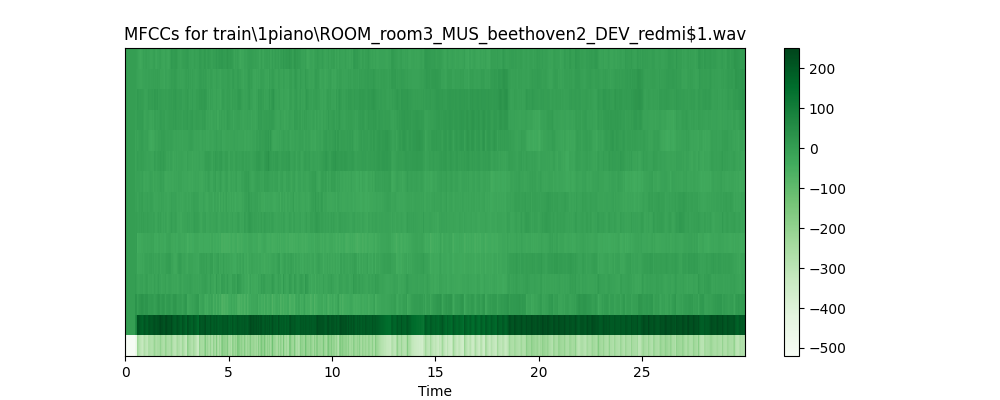 MFCCs for train\1piano\ROOM_room3_MUS_beethoven2_DEV_redmi$1.wav
200
100
0
−100
−200
−300
−400
−500
0 5 10 15 20 25
Time